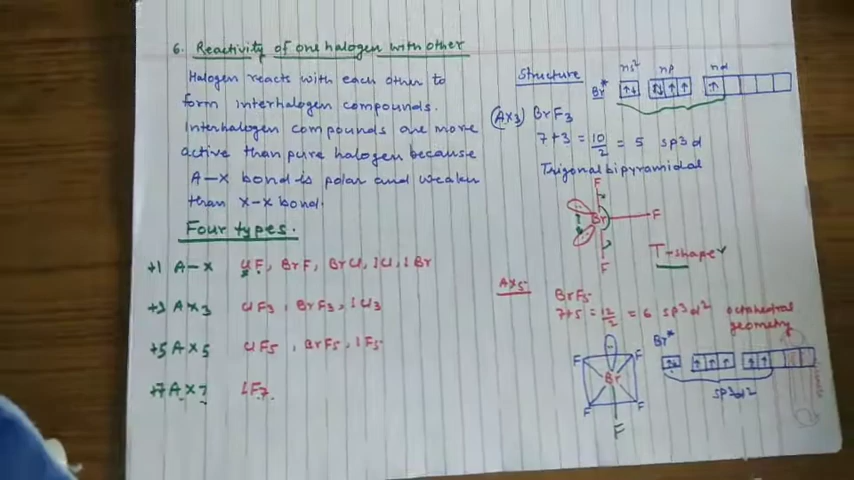 6. Reactivity of one halogen with other
Halogen reacts with each other to
form interhalogen compounds.
Interhalogen compounds are more
active than pure halogen because
A-X bond is polar and weaker
than X-X bond.
Four types.
+1 A-X ClF, BrF, BrCl, ICl, IBr
+3 AX3 ClF3, BrF3, ICl3
+5 AX5 ClF5, BrF5, IF5
+7 AX7 IF7.
Structure
ns² np nd
Br*
(AX3) BrF3
7+3 = 10/2 = 5 sp3d
Trigonal bipyramidal
F
Br F
F
T-shape
AX5
BrF5
7+5 = 12/2 = 6 sp³d² octahedral
geometry
Br*
F F
Br
F F
F
sp3d2